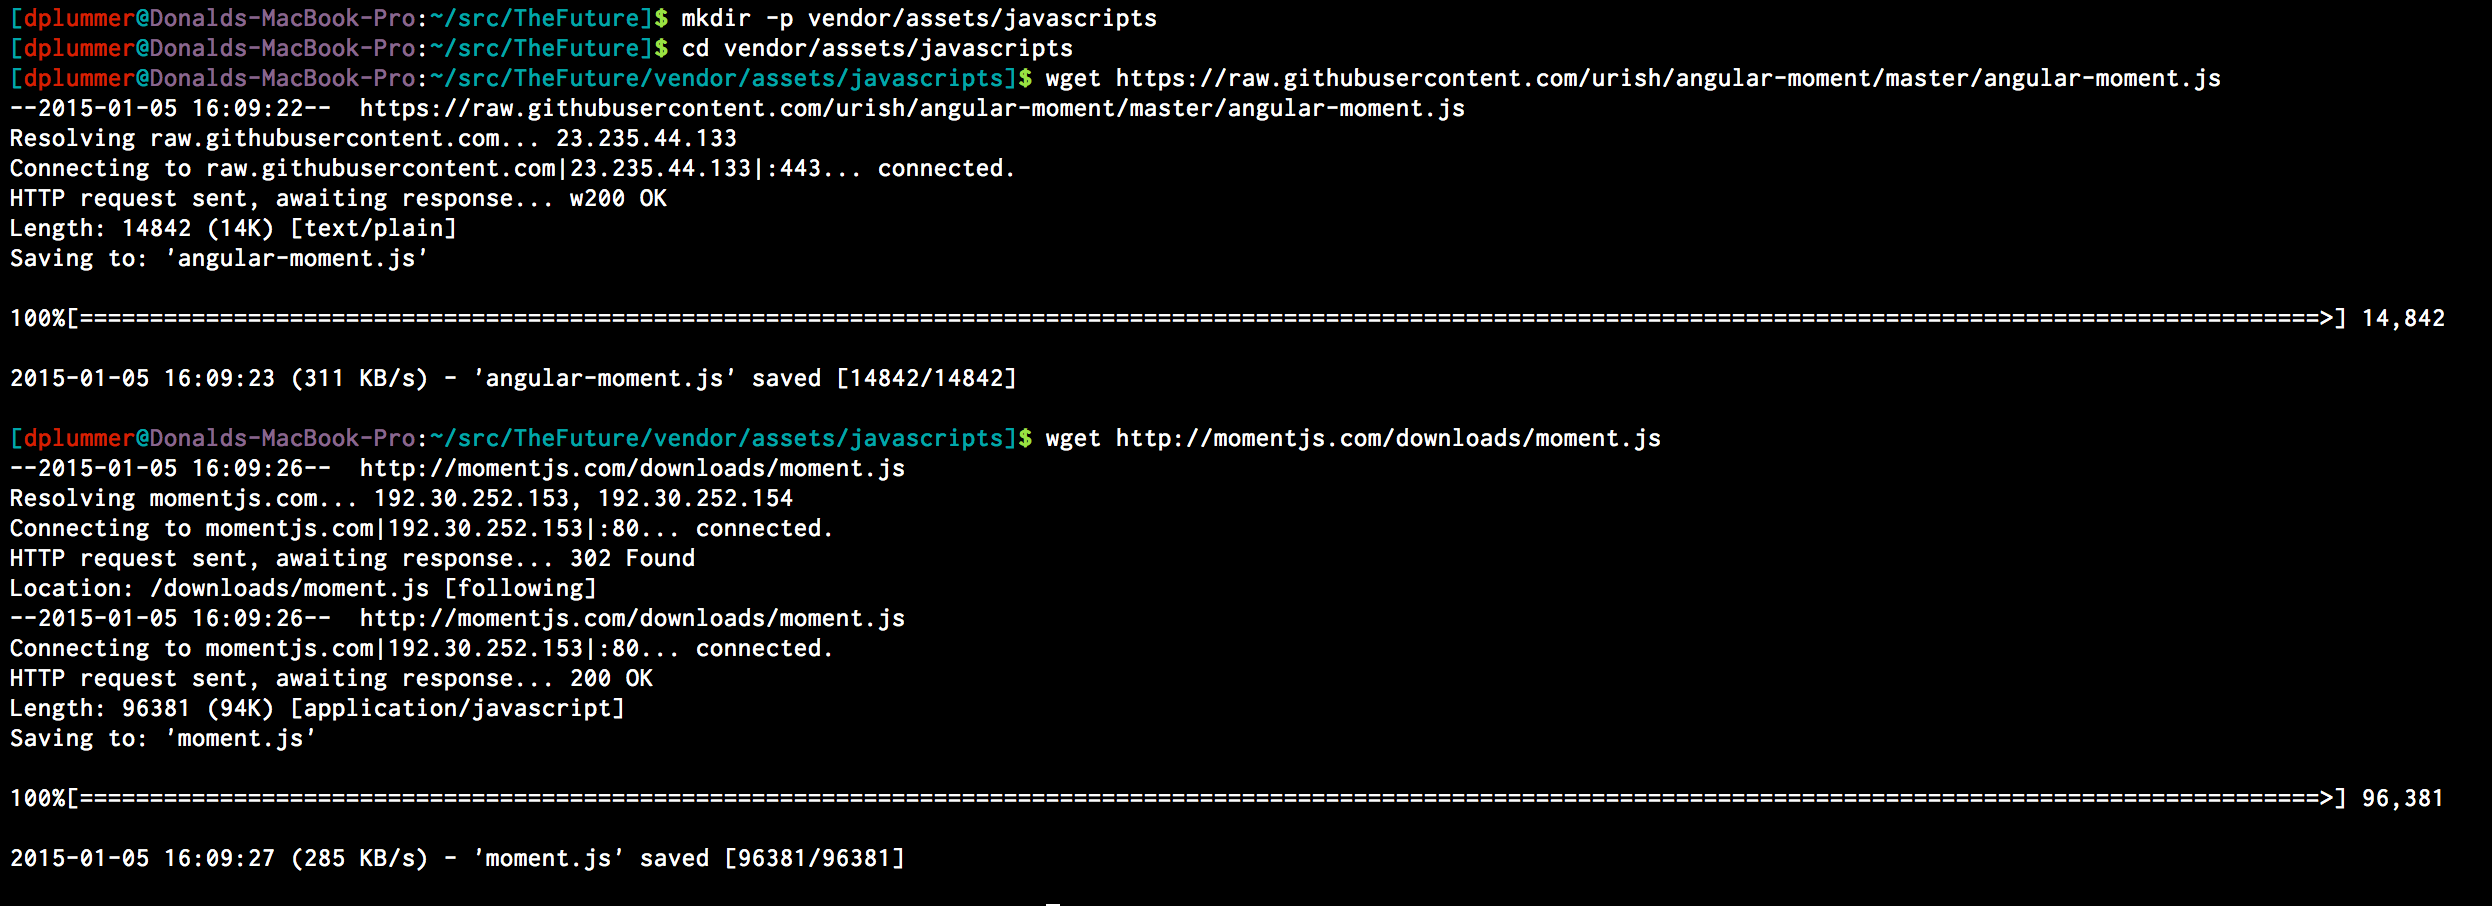 [dplummer@Donalds-MacBook-Pro:~/src/TheFuture]$ mkdir -p vendor/assets/javascripts
[dplummer@Donalds-MacBook-Pro:~/src/TheFuture]$ cd vendor/assets/javascripts
[dplummer@Donalds-MacBook-Pro:~/src/TheFuture/vendor/assets/javascripts]$ wget https://raw.githubusercontent.com/urish/angular-moment/master/angular-moment.js
--2015-01-05 16:09:22--  https://raw.githubusercontent.com/urish/angular-moment/master/angular-moment.js
Resolving raw.githubusercontent.com... 23.235.44.133
Connecting to raw.githubusercontent.com|23.235.44.133|:443... connected.
HTTP request sent, awaiting response... w200 OK
Length: 14842 (14K) [text/plain]
Saving to: 'angular-moment.js'
100%[================================================================================================================================================================>] 14,842
2015-01-05 16:09:23 (311 KB/s) - 'angular-moment.js' saved [14842/14842]
[dplummer@Donalds-MacBook-Pro:~/src/TheFuture/vendor/assets/javascripts]$ wget http://momentjs.com/downloads/moment.js
--2015-01-05 16:09:26--  http://momentjs.com/downloads/moment.js
Resolving momentjs.com... 192.30.252.153, 192.30.252.154
Connecting to momentjs.com|192.30.252.153|:80... connected.
HTTP request sent, awaiting response... 302 Found
Location: /downloads/moment.js [following]
--2015-01-05 16:09:26--  http://momentjs.com/downloads/moment.js
Connecting to momentjs.com|192.30.252.153|:80... connected.
HTTP request sent, awaiting response... 200 OK
Length: 96381 (94K) [application/javascript]
Saving to: 'moment.js'
100%[================================================================================================================================================================>] 96,381
2015-01-05 16:09:27 (285 KB/s) - 'moment.js' saved [96381/96381]